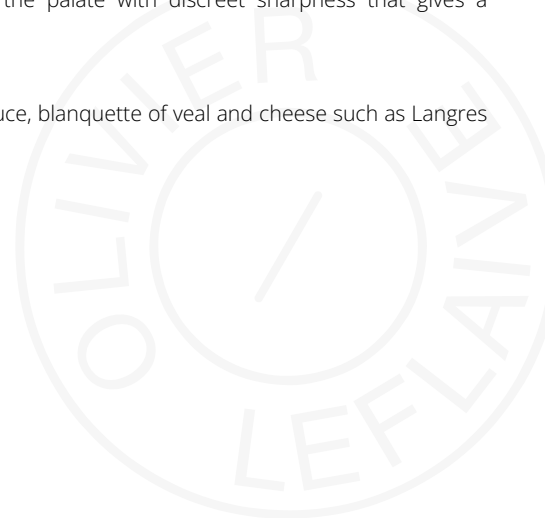 the palate with discreet sharpness that gives a
uce, blanquette of veal and cheese such as Langres
OLIVIER
LEFLAIVE